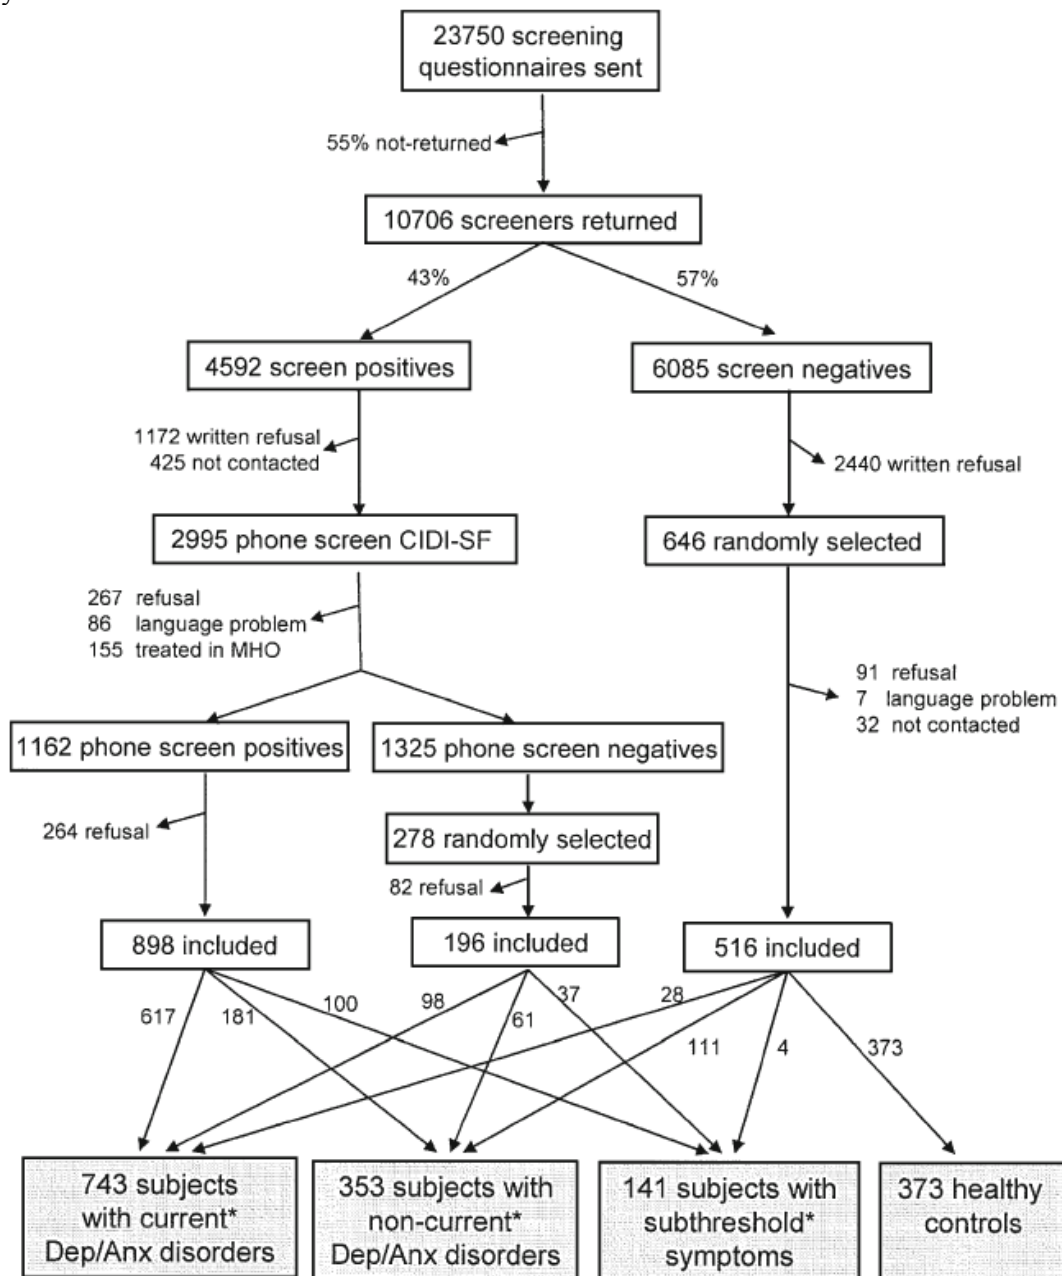 23750 screening
questionnaires sent
55% not-returned
10706 screeners returned
43%
57%
4592 screen positives
6085 screen negatives
1172 written refusal
425 not contacted
2440 written refusal
2995 phone screen CIDI-SF
646 randomly selected
267 refusal
86 language problem
155 treated in MHO
91 refusal
7 language problem
32 not contacted
1162 phone screen positives
1325 phone screen negatives
264 refusal
278 randomly selected
82 refusal
898 included
196 included
516 included
617
181
100
98
61
37
28
111
4
373
743 subjects
with current*
Dep/Anx disorders
353 subjects with
non-current*
Dep/Anx disorders
141 subjects with
subthreshold*
symptoms
373 healthy
controls